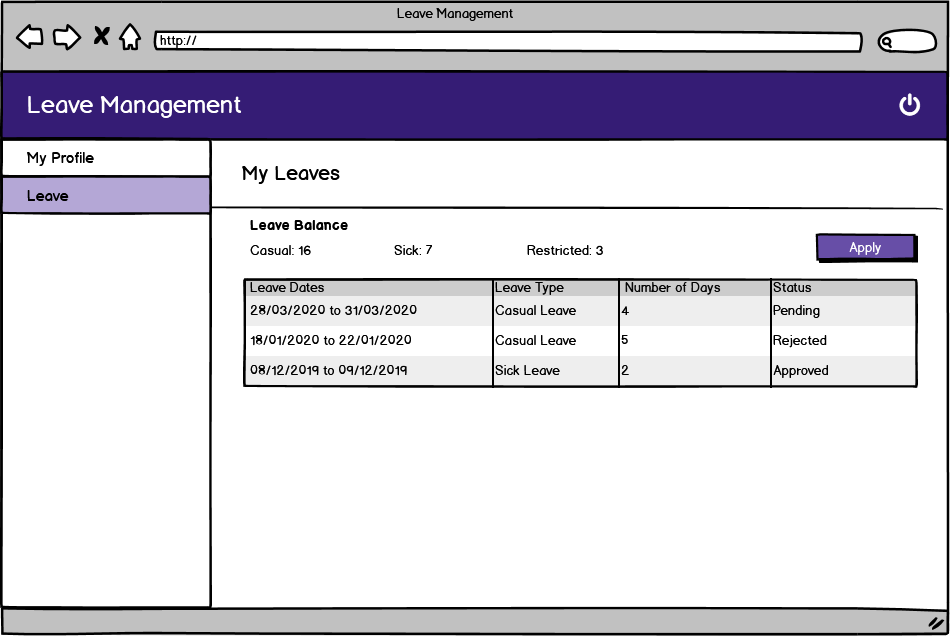 Leave Management
http://
Leave Management
My Profile
Leave
My Leaves
Leave Balance
Casual: 16 Sick: 7 Restricted: 3
Apply
Leave Dates Leave Type Number of Days Status
28/03/2020 to 31/03/2020 Casual Leave 4 Pending
18/01/2020 to 22/01/2020 Casual Leave 5 Rejected
08/12/2019 to 09/12/2019 Sick Leave 2 Approved